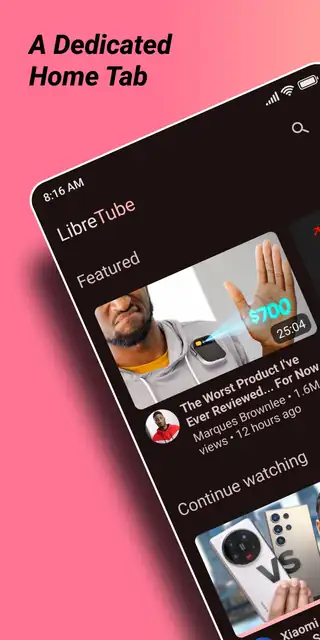 A Dedicated
Home Tab
8:16 AM
LibreTube
Featured
$700
25:04
The Worst Product I've
Ever Reviewed... For Now
Marques Brownlee • 1.6M
views • 12 hours ago
Continue watching
VS
Xiaomi